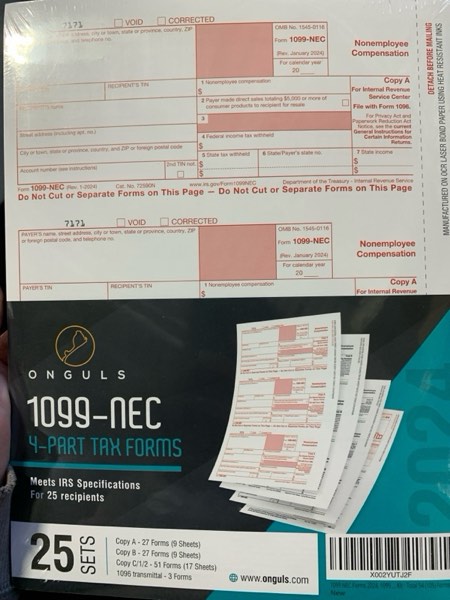 7171
VOID
CORRECTED
city or town, state or province, country, ZIP
and telephone no.
OMB No. 1545-0116
Form 1099-NEC
(Rev. January 2024)
For calendar year
20
Nonemployee
Compensation
RECIPIENT'S TIN
1 Nonemployee compensation
$
Copy A
For Internal Revenue
Service Center
File with Form 1096.
2 Payer made direct sales totaling $5,000 or more of
consumer products to recipient for resale
3
For Privacy Act and
Paperwork Reduction Act
Notice, see the current
General Instructions for
Certain Information
Returns.
Street address (including apt. no.)
4 Federal income tax withheld
$
City or town, state or province, country, and ZIP or foreign postal code
5 State tax withheld
6 State/Payer's state no.
7 State income
$
$
Account number (see instructions)
2nd TIN not.
$
$
Form 1099-NEC (Rev. 1-2024)
Cat. No. 72590N
www.irs.gov/Form1099NEC
Department of the Treasury - Internal Revenue Service
Do Not Cut or Separate Forms on This Page — Do Not Cut or Separate Forms on This Page
7171
VOID
CORRECTED
PAYER'S name, street address, city or town, state or province, country, ZIP
or foreign postal code, and telephone no.
OMB No. 1545-0116
Form 1099-NEC
(Rev. January 2024)
For calendar year
20
Nonemployee
Compensation
PAYER'S TIN
RECIPIENT'S TIN
1 Nonemployee compensation
$
Copy A
For Internal Revenue
DETACH BEFORE MAILING
MANUFACTURED ON OCR LASER BOND PAPER USING HEAT RESISTANT INKS
ONGULS
1099-NEC
4-PART TAX FORMS
Meets IRS Specifications
For 25 recipients
2024
25
SETS
Copy A - 27 Forms (9 Sheets)
Copy B - 27 Forms (9 Sheets)
Copy C/1/2 - 51 Forms (17 Sheets)
1096 transmittal - 3 Forms
www.onguls.com
X002YUTJ2F